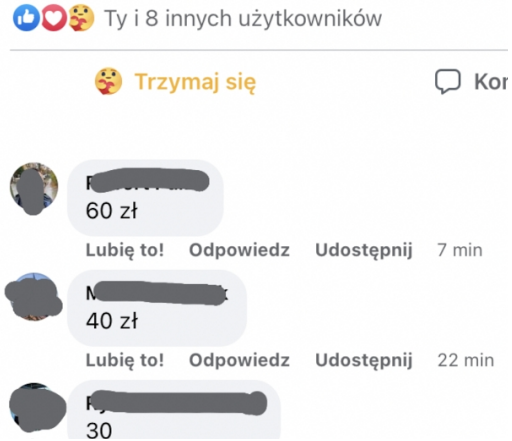 Ty i 8 innych użytkowników
Trzymaj się
60 zł
Lubię to! Odpowiedz Udostępnij 7 min
40 zł
Lubię to! Odpowiedz Udostępnij 22 min
30